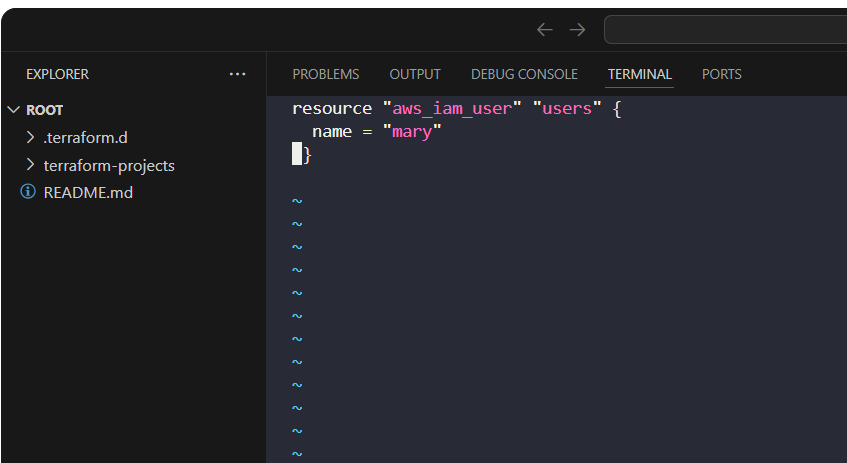 EXPLORER ...
PROBLEMS OUTPUT DEBUG CONSOLE TERMINAL PORTS
ROOT
.terraform.d
terraform-projects
README.md
resource "aws_iam_user" "users" {
  name = "mary"
 }
~
~
~
~
~
~
~
~
~
~
~
~